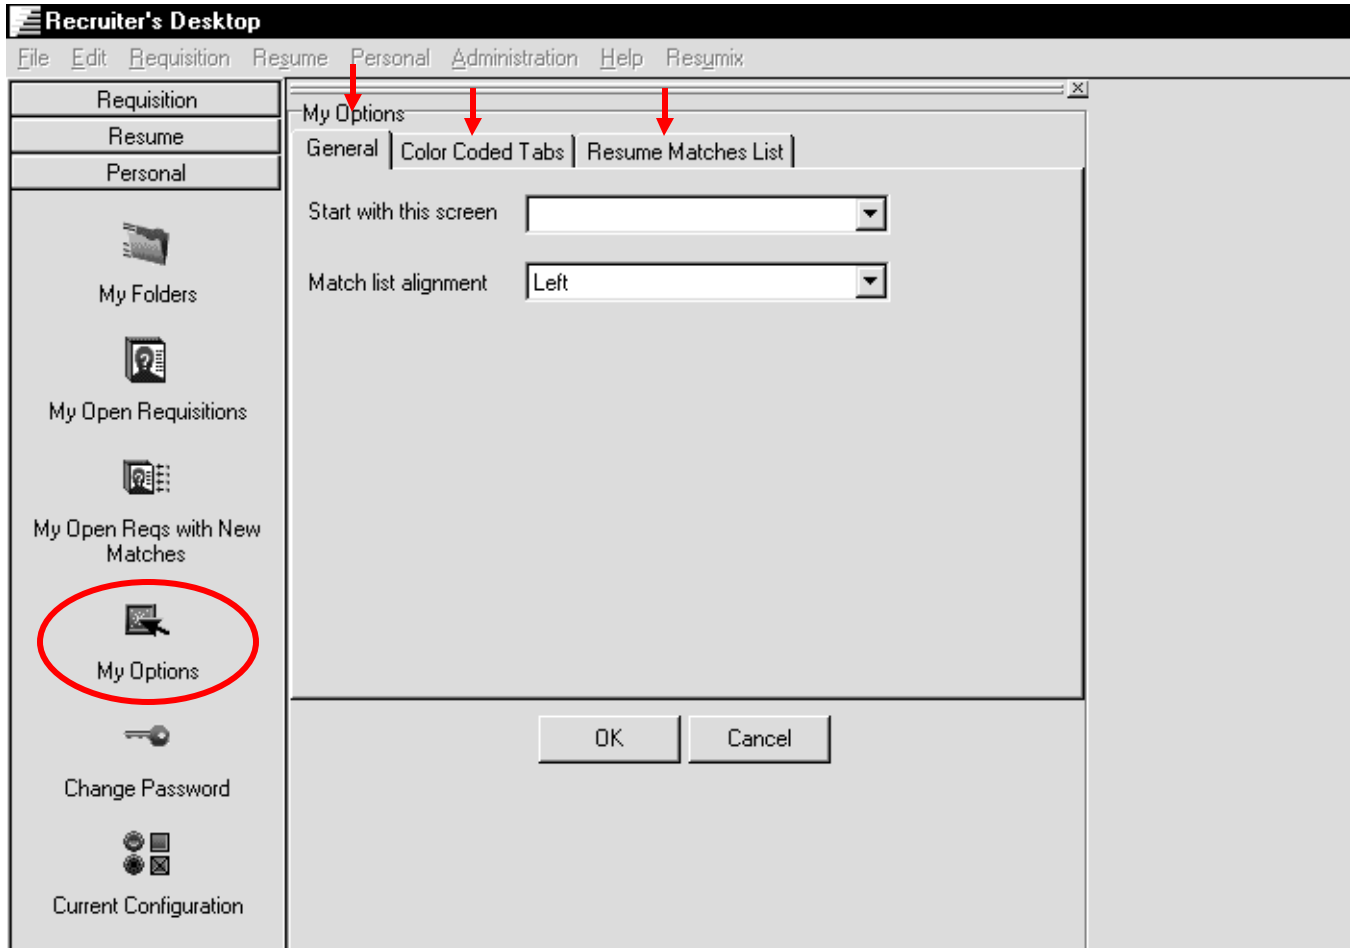 Recruiter's Desktop
File Edit Requisition Resume Personal Administration Help Resumix
Requisition
Resume
Personal
My Folders
My Open Requisitions
My Open Reqs with New
Matches
My Options
Change Password
Current Configuration
My Options
General Color Coded Tabs Resume Matches List
Start with this screen
Match list alignment Left
OK Cancel